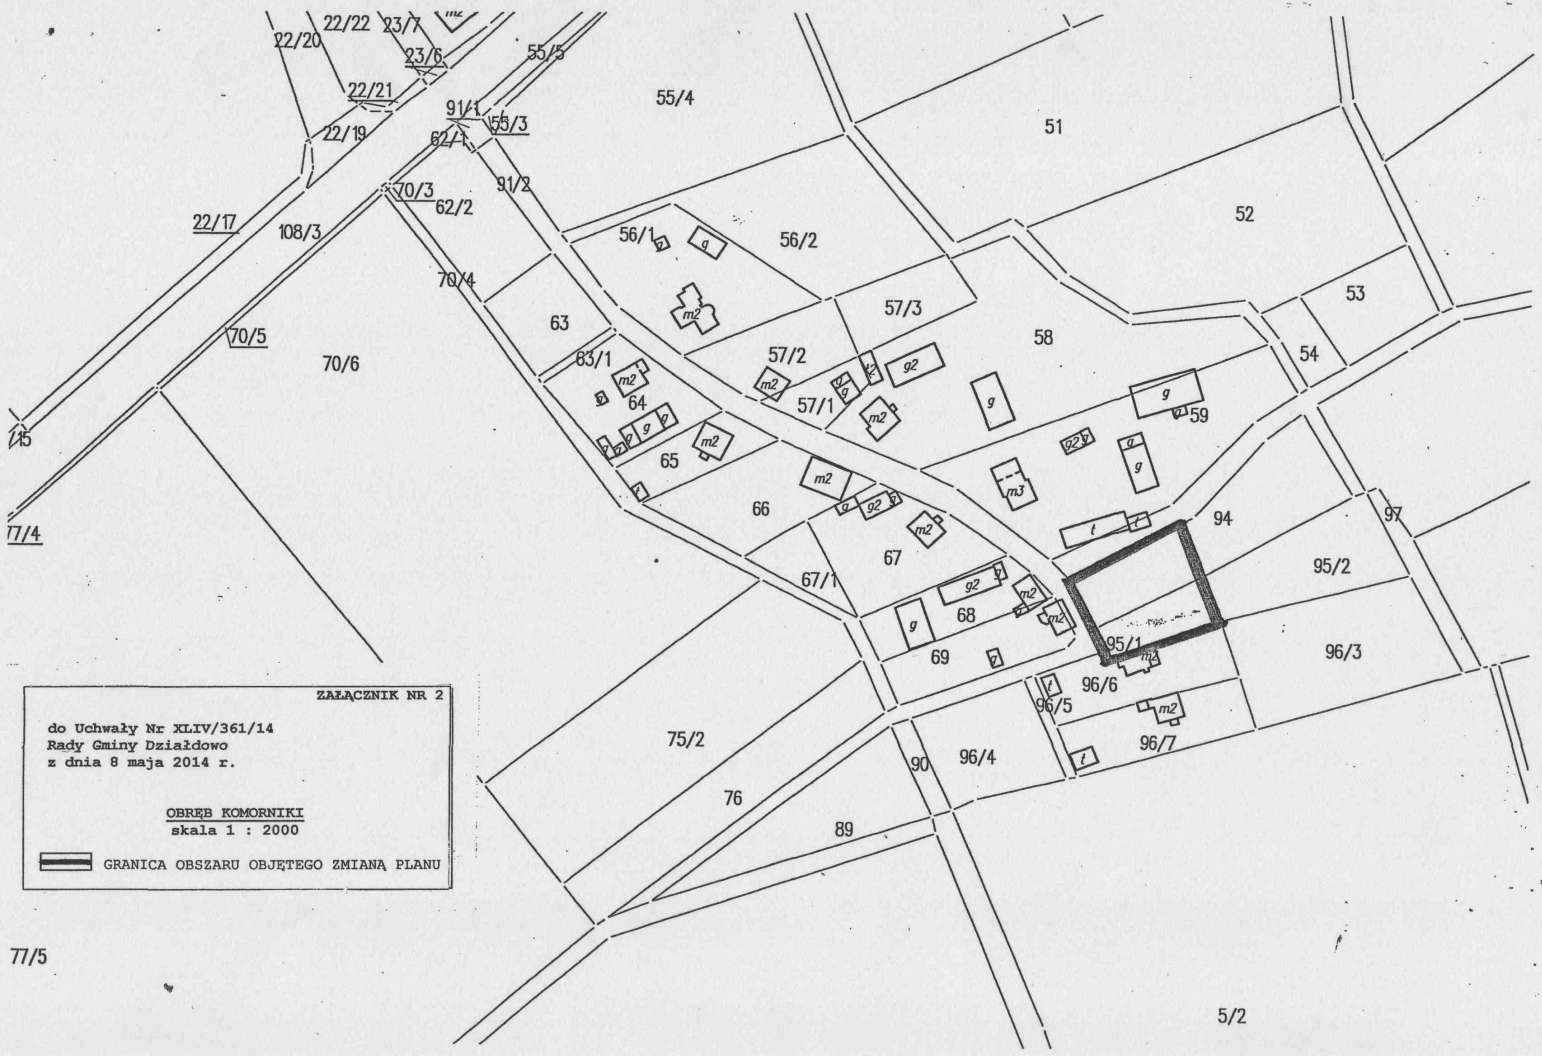 22/20
22/22
23/7
m2
23/6
55/5
22/21
91/1
55/3
22/19
62/1
55/4
51
70/3
62/2
91/2
52
22/17
108/3
56/1
g
56/2
70/4
m2
53
70/5
63
57/3
58
54
70/6
63/1
m2
57/2
m2
t2
g2
g
g
57/1
m2
g
g
g
59
64
g
g
g
g
g
m2
65
g2
g
g
g
m2
m3
t
66
g
g2
g
m2
t
t
94
97
67
67/1
g2
g
m2
95/2
g
68
g
m2
69
g
95/1
m2
96/3
t
96/6
96/5
m2
96/7
t
75/2
96/4
90
76
89
/15
77/4
ZAŁĄCZNIK NR 2
do Uchwały Nr XLIV/361/14
Rady Gminy Działdowo
z dnia 8 maja 2014 r.
OBRĘB KOMORNIKI
skala 1 : 2000
GRANICA OBSZARU OBJĘTEGO ZMIANĄ PLANU
77/5
5/2